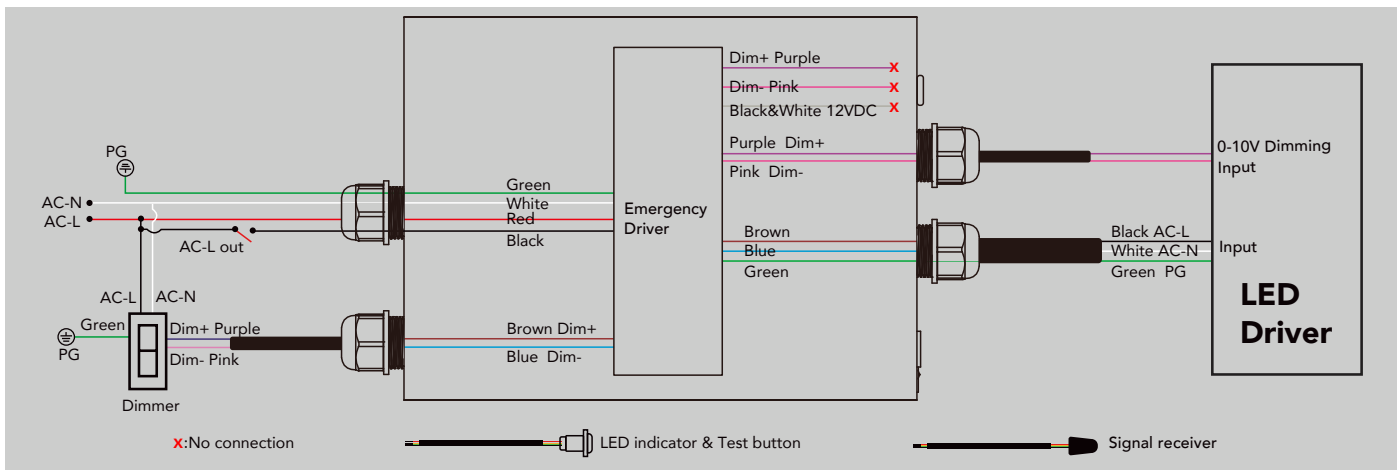 Dim+ Purple
Dim- Pink
Black&White 12VDC
Purple Dim+
Pink Dim-
0-10V Dimming
Input
PG
AC-N
AC-L
AC-L out
Green
White
Red
Black
Emergency
Driver
Brown
Blue
Green
Black AC-L
White AC-N
Green PG
Input
LED
Driver
AC-L
AC-N
Green
PG
Dim+ Purple
Dim- Pink
Brown Dim+
Blue Dim-
Dimmer
X
X
X
X:No connection
LED indicator & Test button
Signal receiver